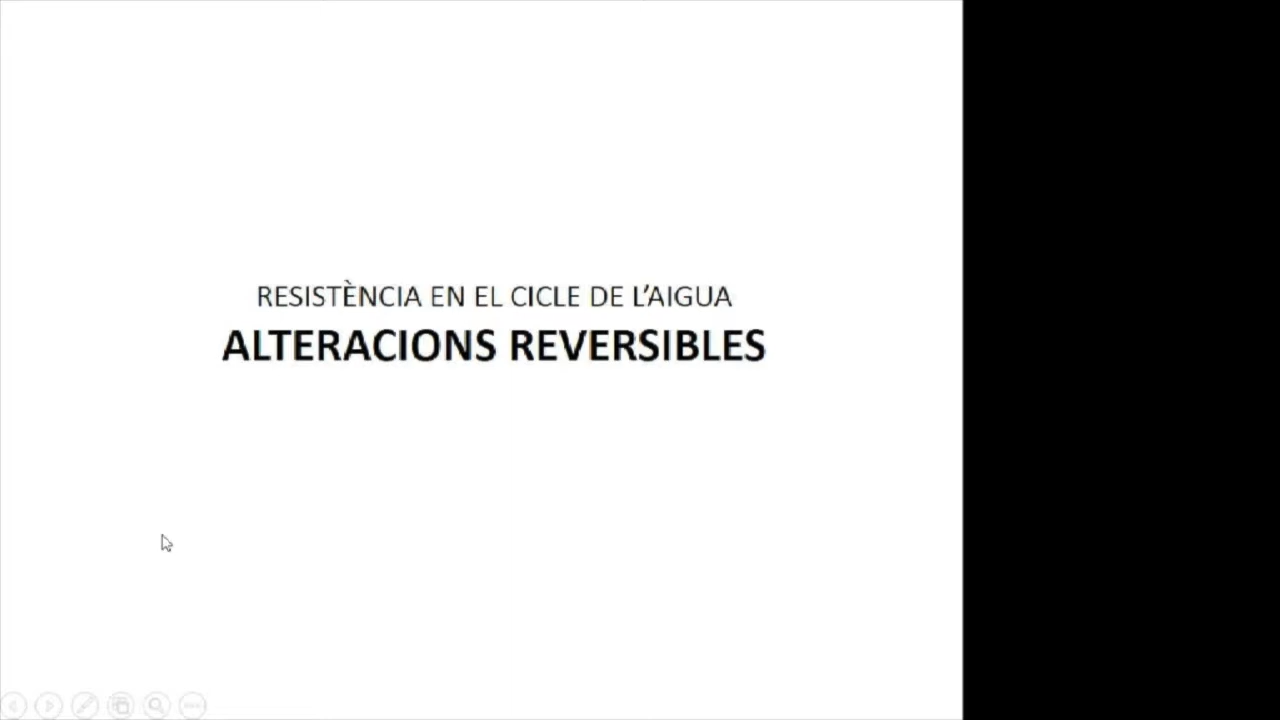 RESISTÈNCIA EN EL CICLE DE L’AIGUA
ALTERACIONS REVERSIBLES